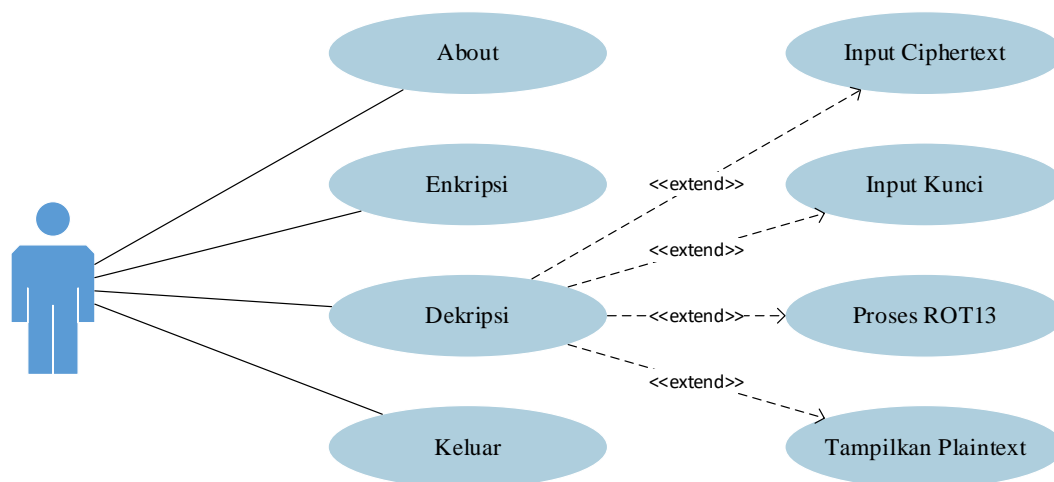 About
Input Ciphertext
Enkripsi
<<extend>>
Input Kunci
<<extend>>
Dekripsi
<<extend>>
Proses ROT13
<<extend>>
Keluar
Tampilkan Plaintext